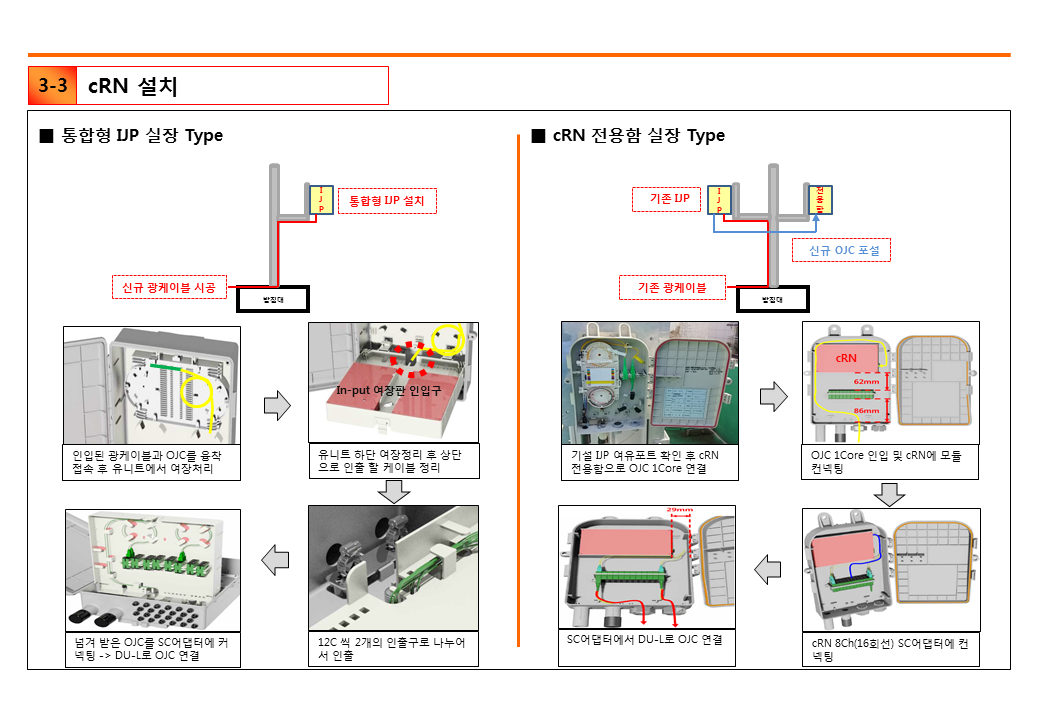 3-3 cRN 설치
■ 통합형 IJP 실장 Type
I
J
P
통합형 IJP 설치
신규 광케이블 시공
받침대
인입된 광케이블과 OJC를 융착
접속 후 유니트에서 여장처리
In-put 여장판 인입구
유니트 하단 여장정리 후 상단
으로 인출 할 케이블 정리
12C 씩 2개의 인출구로 나누어
서 인출
넘겨 받은 OJC를 SC어댑터에 커
넥팅 -> DU-L로 OJC 연결
■ cRN 전용함 실장 Type
기존 IJP
I
J
P
전
용
함
신규 OJC 포설
기존 광케이블
받침대
기설 IJP 여유포트 확인 후 cRN
전용함으로 OJC 1Core 연결
cRN
62mm
86mm
OJC 1Core 인입 및 cRN에 모듈
컨넥팅
cRN 8Ch(16회선) SC어댑터에 컨
넥팅
29mm
SC어댑터에서 DU-L로 OJC 연결